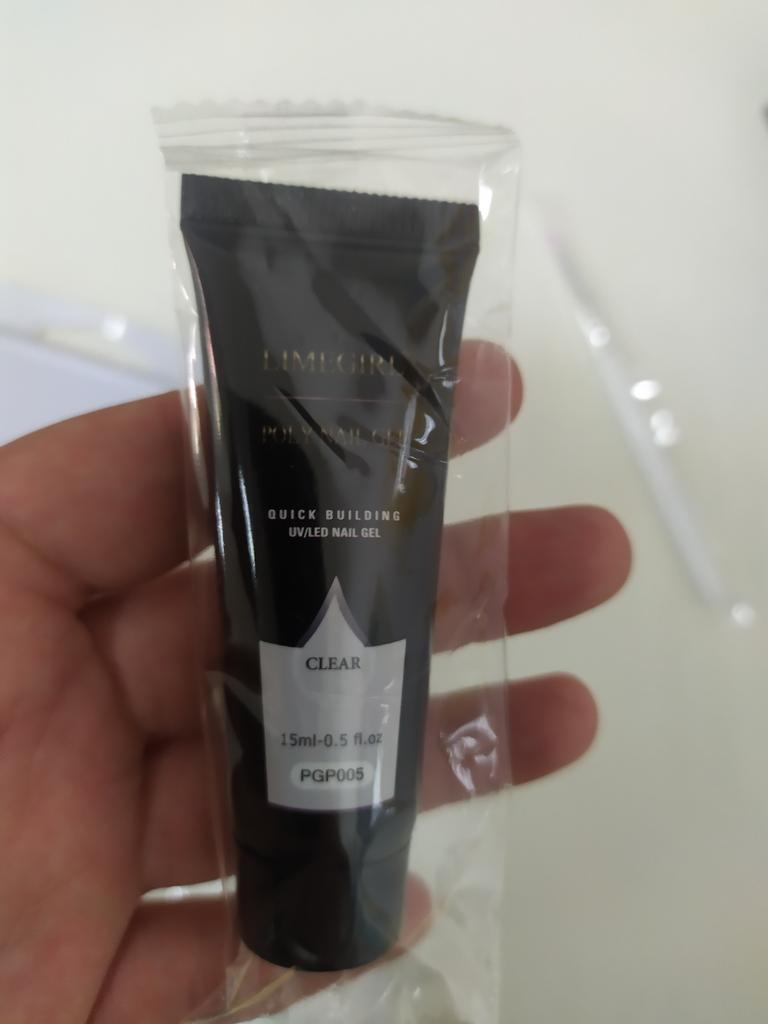 LIMEGIRL
POLY NAIL GEL
QUICK BUILDING
UV/LED NAIL GEL
CLEAR
15ml-0.5 fl.oz
PGP005